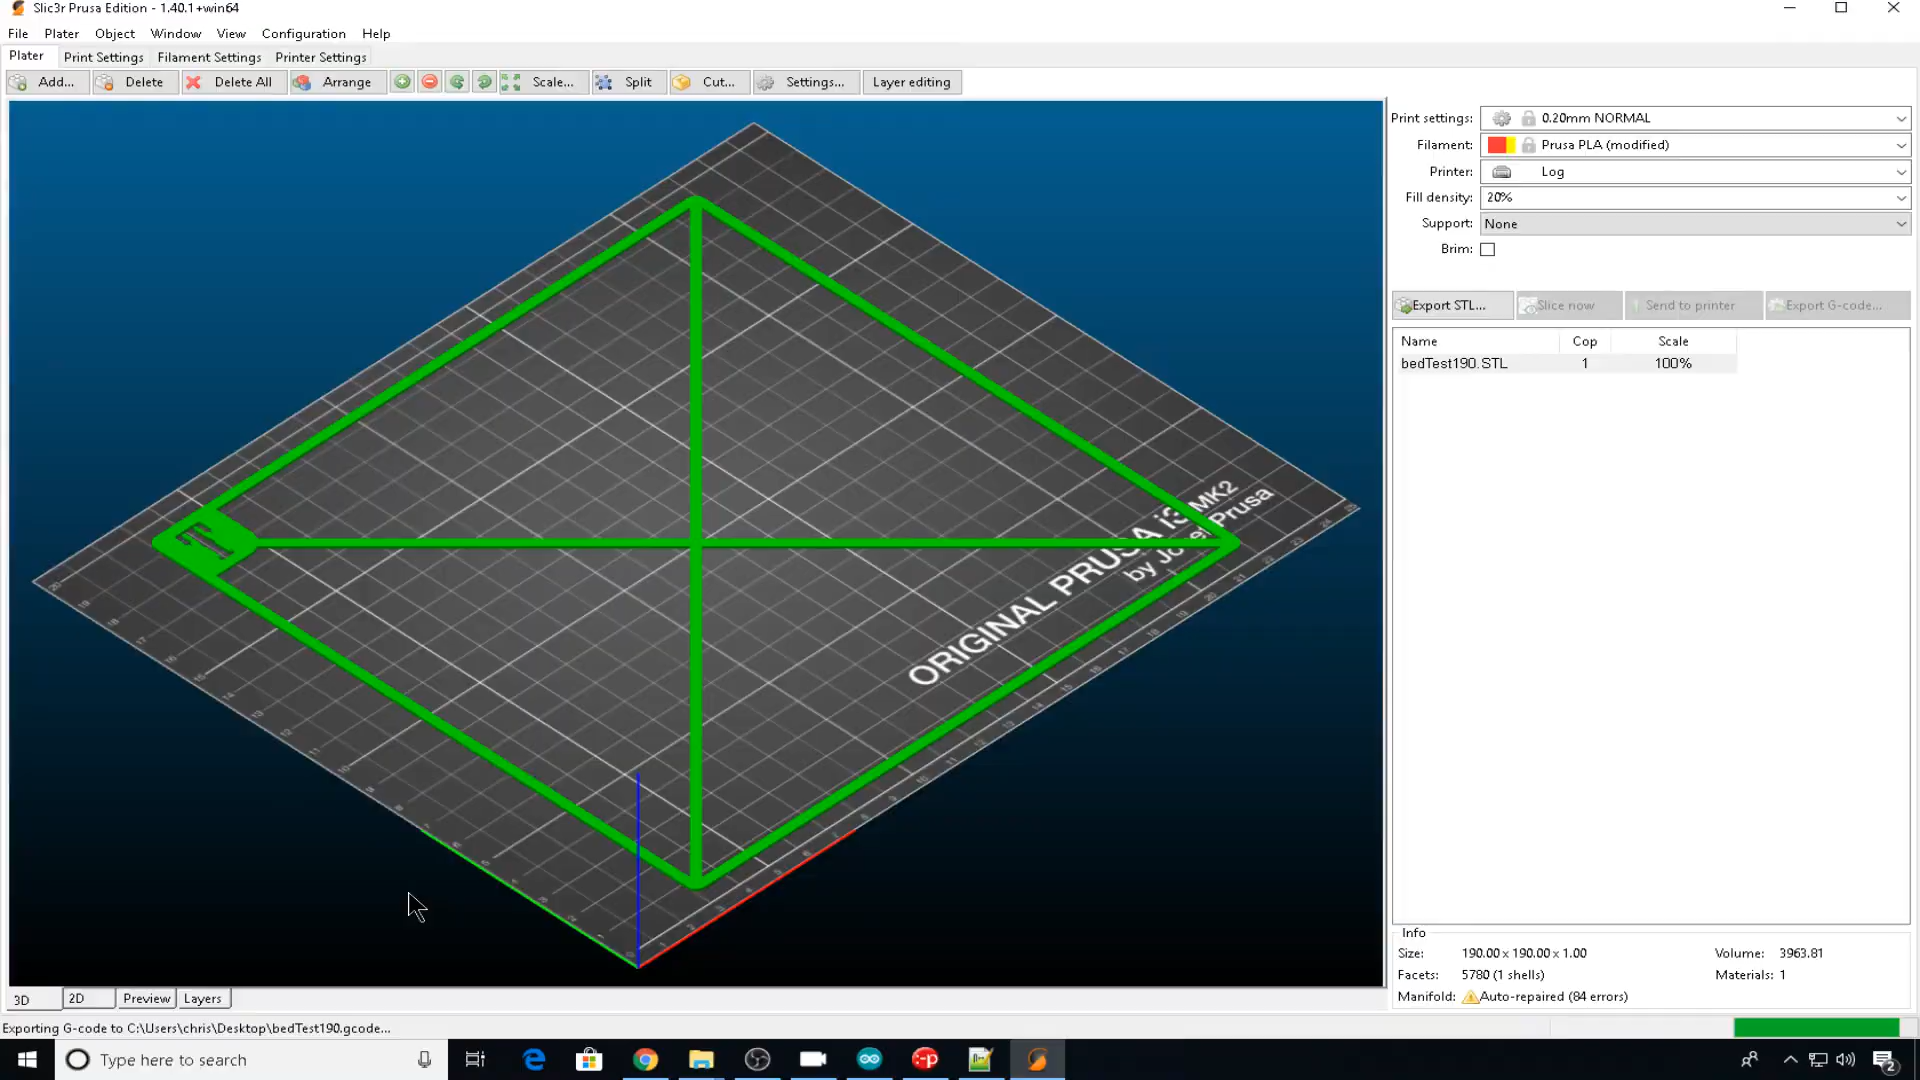 Slic3r Prusa Edition - 1.40.1+win64
File Plater Object Window View Configuration Help
Plater Print Settings Filament Settings Printer Settings
Add... Delete Delete All Arrange Scale... Split Cut... Settings... Layer editing
Print settings: 0.20mm NORMAL
Filament: Prusa PLA (modified)
Printer: Log
Fill density: 20%
Support: None
Brim:
Export STL... Slice now Send to printer Export G-code...
Name Cop Scale
bedTest190.STL 1 100%
ORIGINAL PRUSA i3 MK2
by Josef Prusa
Info
Size: 190.00 x 190.00 x 1.00 Volume: 3963.81
Facets: 5780 (1 shells) Materials: 1
Manifold: Auto-repaired (84 errors)
3D 2D Preview Layers
Exporting G-code to C:\Users\chris\Desktop\bedTest190.gcode...
Type here to search
2